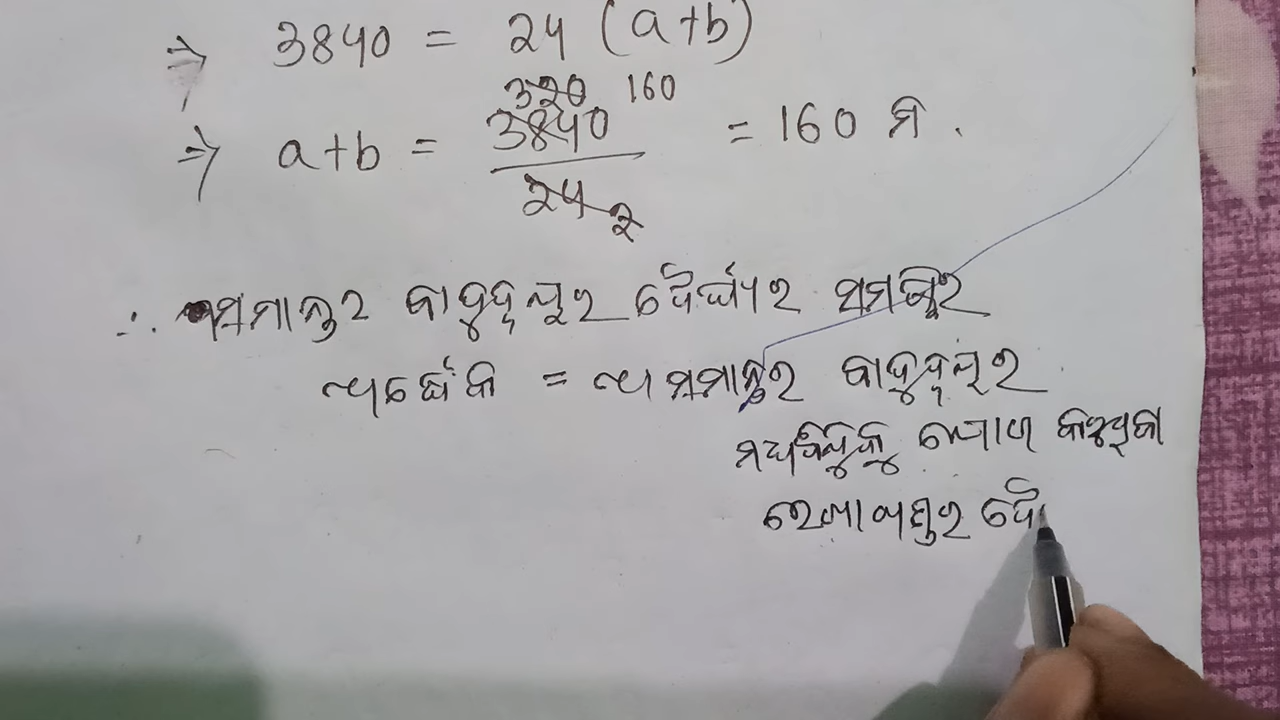 ⇒ 3840 = 24 (a+b)
320 160
⇒ a+b = 3840 / 24 2 = 160 ମି.
∴ ସମାନ୍ତର ବାହୁଦ୍ୱୟର ଦୈର୍ଘ୍ୟର ସମଷ୍ଟିର
ଅର୍ଧେକ = ଅସମାନ୍ତର ବାହୁଦ୍ୱୟର
ମଧ୍ୟବିନ୍ଦୁକୁ ଯୋଗ କରୁଥିବା
ରେଖାଖଣ୍ଡର ଦୈ